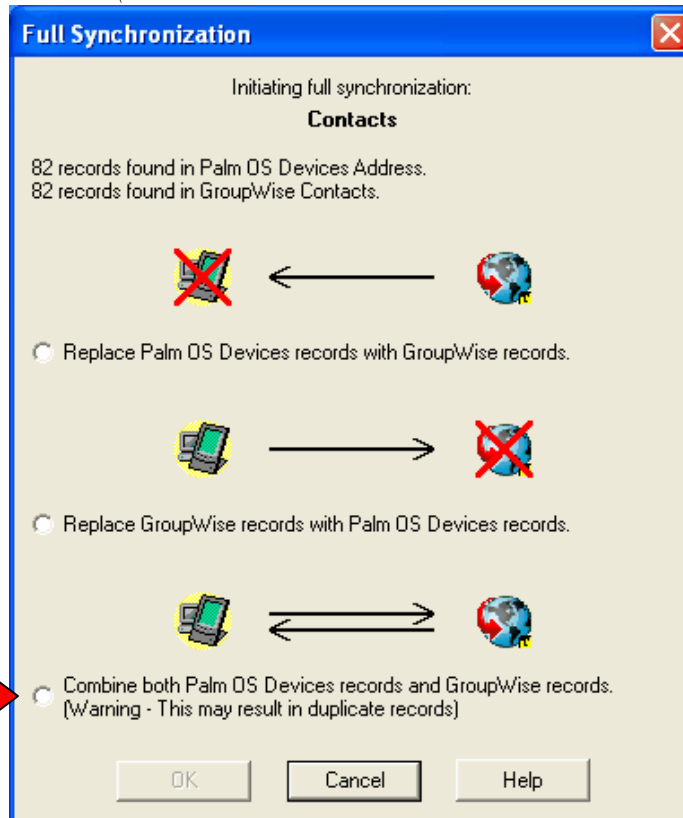 Full Synchronization
Initiating full synchronization:
Contacts
82 records found in Palm OS Devices Address.
82 records found in GroupWise Contacts.
Replace Palm OS Devices records with GroupWise records.
Replace GroupWise records with Palm OS Devices records.
Combine both Palm OS Devices records and GroupWise records.
(Warning - This may result in duplicate records)
OK Cancel Help